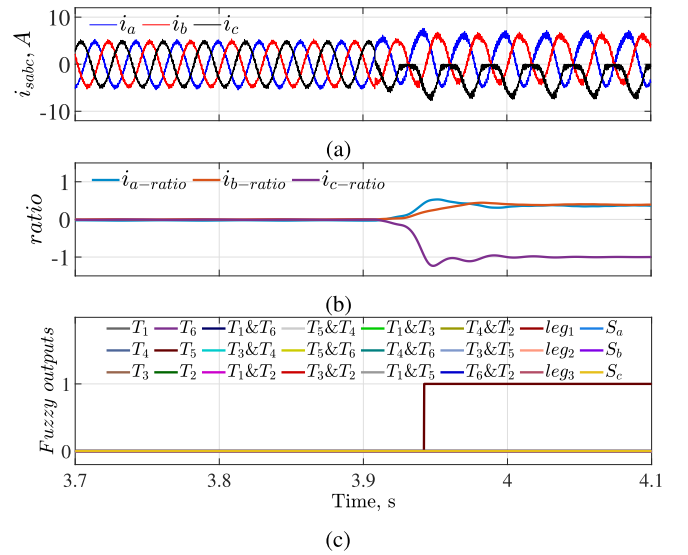 i_a i_b i_c
10
0
-10
i_{sabc}, A
(a)
i_{a-ratio} i_{b-ratio} i_{c-ratio}
1
0
-1
ratio
(b)
T_1 T_6 T_1&T_6 T_5&T_4 T_1&T_3 T_4&T_2 leg_1 S_a
T_4 T_5 T_3&T_4 T_5&T_6 T_4&T_6 T_3&T_5 leg_2 S_b
T_3 T_2 T_1&T_2 T_3&T_2 T_1&T_5 T_6&T_2 leg_3 S_c
1
0
Fuzzy outputs
3.7 3.8 3.9 4 4.1
Time, s
(c)